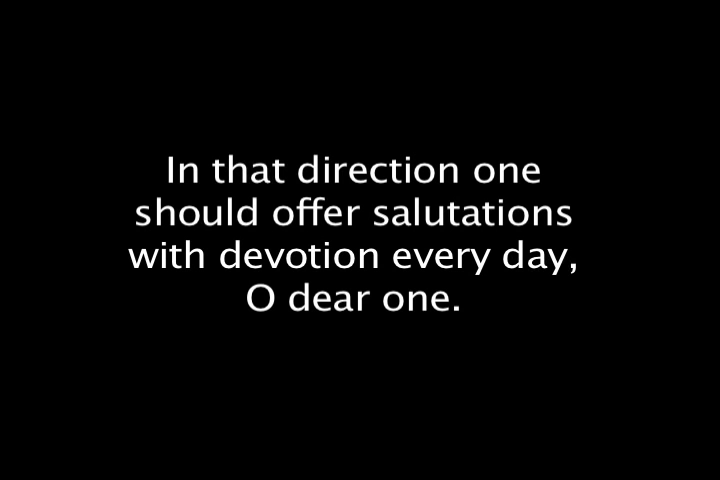 In that direction one
should offer salutations
with devotion every day,
O dear one.